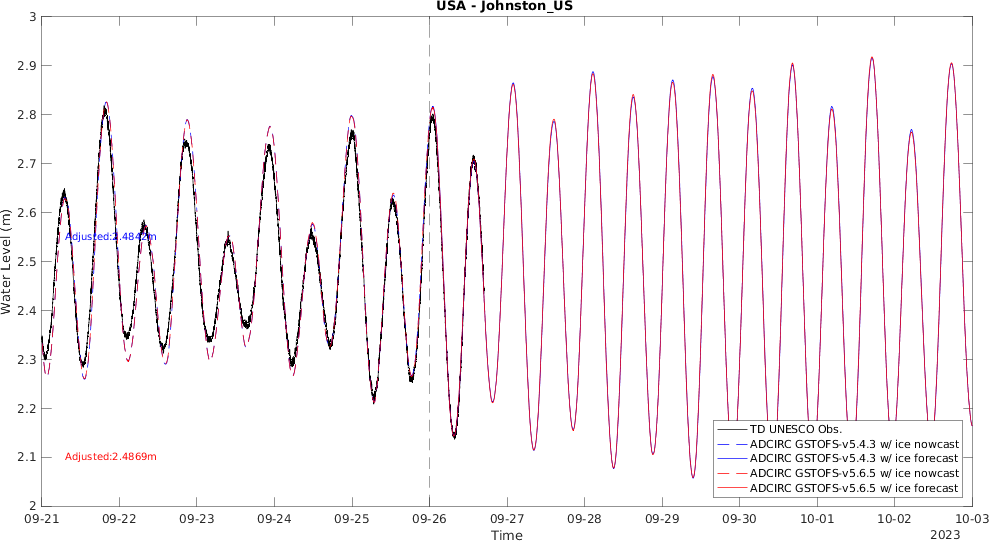 USA - Johnston_US
3
2.9
2.8
2.7
2.6
2.5
2.4
2.3
2.2
2.1
2
Water Level (m)
Adjusted:2.4842m
Adjusted:2.4869m
TD UNESCO Obs.
ADCIRC GSTOFS-v5.4.3 w/ ice nowcast
ADCIRC GSTOFS-v5.4.3 w/ ice forecast
ADCIRC GSTOFS-v5.6.5 w/ ice nowcast
ADCIRC GSTOFS-v5.6.5 w/ ice forecast
09-21 09-22 09-23 09-24 09-25 09-26 09-27 09-28 09-29 09-30 10-01 10-02 10-03
Time
2023